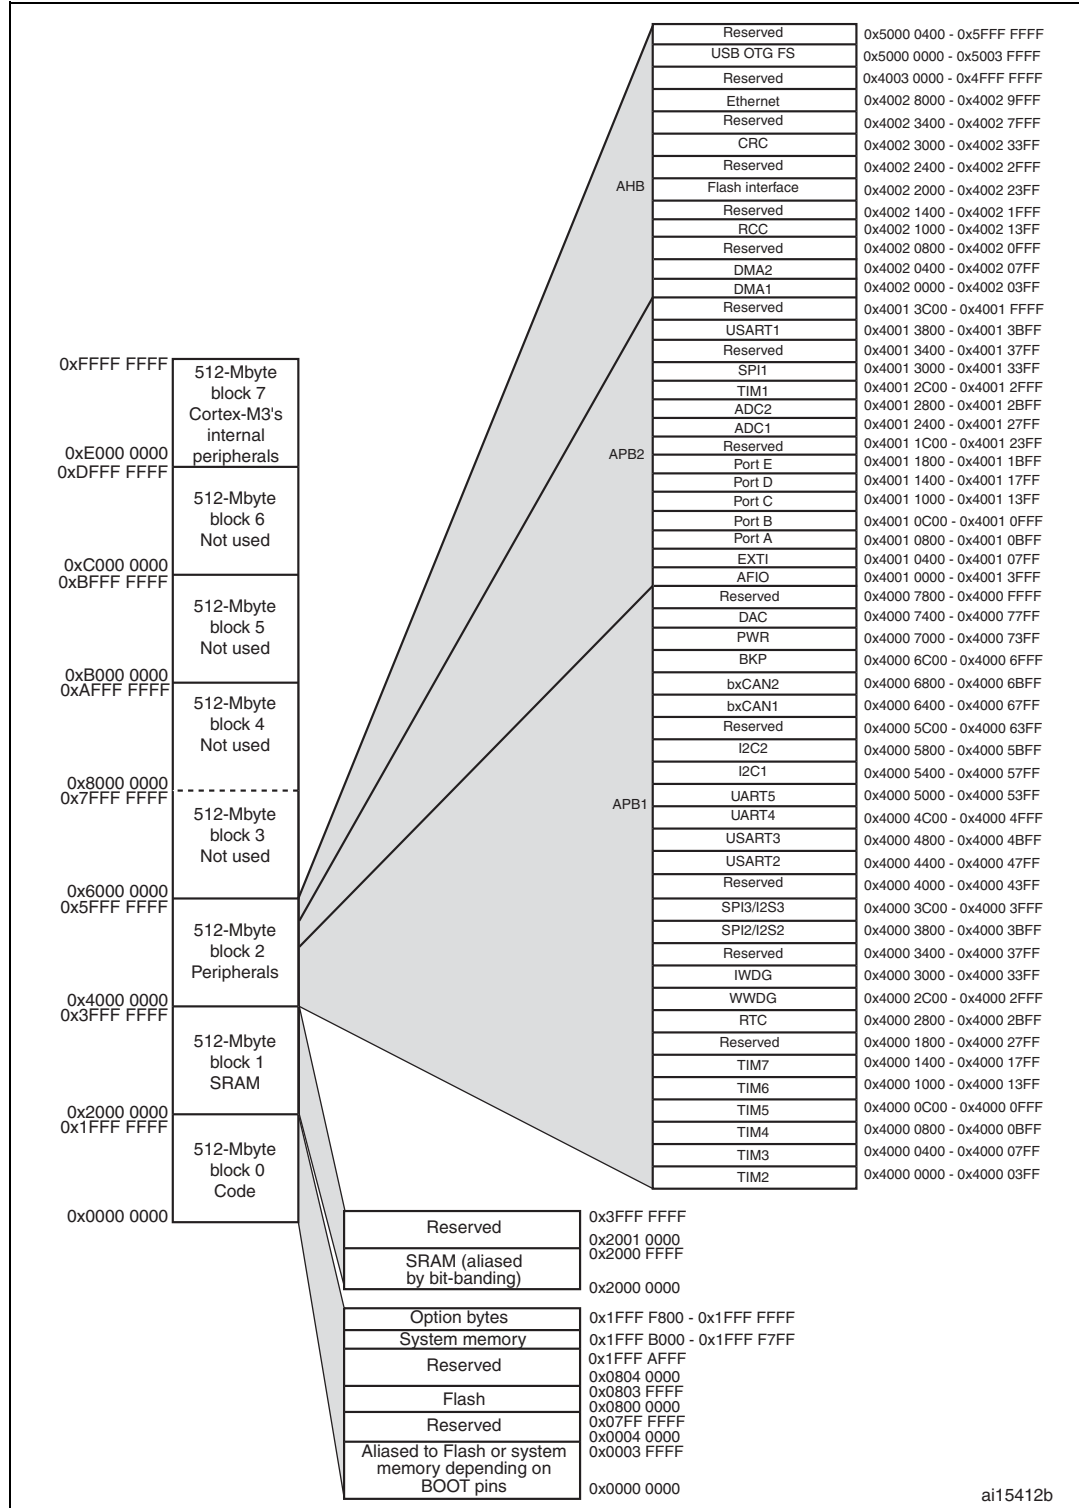 Reserved 0x5000 0400 - 0x5FFF FFFF
USB OTG FS 0x5000 0000 - 0x5003 FFFF
Reserved 0x4003 0000 - 0x4FFF FFFF
Ethernet 0x4002 8000 - 0x4002 9FFF
Reserved 0x4002 3400 - 0x4002 7FFF
CRC 0x4002 3000 - 0x4002 33FF
Reserved 0x4002 2400 - 0x4002 2FFF
AHB
Flash interface 0x4002 2000 - 0x4002 23FF
Reserved 0x4002 1400 - 0x4002 1FFF
RCC 0x4002 1000 - 0x4002 13FF
Reserved 0x4002 0800 - 0x4002 0FFF
DMA2 0x4002 0400 - 0x4002 07FF
DMA1 0x4002 0000 - 0x4002 03FF
Reserved 0x4001 3C00 - 0x4001 FFFF
USART1 0x4001 3800 - 0x4001 3BFF
Reserved 0x4001 3400 - 0x4001 37FF
SPI1 0x4001 3000 - 0x4001 33FF
TIM1 0x4001 2C00 - 0x4001 2FFF
ADC2 0x4001 2800 - 0x4001 2BFF
ADC1 0x4001 2400 - 0x4001 27FF
Reserved 0x4001 1C00 - 0x4001 23FF
APB2
Port E 0x4001 1800 - 0x4001 1BFF
Port D 0x4001 1400 - 0x4001 17FF
Port C 0x4001 1000 - 0x4001 13FF
Port B 0x4001 0C00 - 0x4001 0FFF
Port A 0x4001 0800 - 0x4001 0BFF
EXTI 0x4001 0400 - 0x4001 07FF
AFIO 0x4001 0000 - 0x4001 3FFF
Reserved 0x4000 7800 - 0x4000 FFFF
DAC 0x4000 7400 - 0x4000 77FF
PWR 0x4000 7000 - 0x4000 73FF
BKP 0x4000 6C00 - 0x4000 6FFF
bxCAN2 0x4000 6800 - 0x4000 6BFF
bxCAN1 0x4000 6400 - 0x4000 67FF
Reserved 0x4000 5C00 - 0x4000 63FF
I2C2 0x4000 5800 - 0x4000 5BFF
I2C1 0x4000 5400 - 0x4000 57FF
APB1
UART5 0x4000 5000 - 0x4000 53FF
UART4 0x4000 4C00 - 0x4000 4FFF
USART3 0x4000 4800 - 0x4000 4BFF
USART2 0x4000 4400 - 0x4000 47FF
Reserved 0x4000 4000 - 0x4000 43FF
SPI3/I2S3 0x4000 3C00 - 0x4000 3FFF
SPI2/I2S2 0x4000 3800 - 0x4000 3BFF
Reserved 0x4000 3400 - 0x4000 37FF
IWDG 0x4000 3000 - 0x4000 33FF
WWDG 0x4000 2C00 - 0x4000 2FFF
RTC 0x4000 2800 - 0x4000 2BFF
Reserved 0x4000 1800 - 0x4000 27FF
TIM7 0x4000 1400 - 0x4000 17FF
TIM6 0x4000 1000 - 0x4000 13FF
TIM5 0x4000 0C00 - 0x4000 0FFF
TIM4 0x4000 0800 - 0x4000 0BFF
TIM3 0x4000 0400 - 0x4000 07FF
TIM2 0x4000 0000 - 0x4000 03FF
0xFFFF FFFF
512-Mbyte
block 7
Cortex-M3's
internal
peripherals
0xE000 0000
0xDFFF FFFF
512-Mbyte
block 6
Not used
0xC000 0000
0xBFFF FFFF
512-Mbyte
block 5
Not used
0xB000 0000
0xAFFF FFFF
512-Mbyte
block 4
Not used
0x8000 0000
0x7FFF FFFF
512-Mbyte
block 3
Not used
0x6000 0000
0x5FFF FFFF
512-Mbyte
block 2
Peripherals
0x4000 0000
0x3FFF FFFF
512-Mbyte
block 1
SRAM
0x2000 0000
0x1FFF FFFF
512-Mbyte
block 0
Code
0x0000 0000
Reserved
0x3FFF FFFF
0x2001 0000
0x2000 FFFF
SRAM (aliased
by bit-banding)
0x2000 0000
Option bytes 0x1FFF F800 - 0x1FFF FFFF
System memory 0x1FFF B000 - 0x1FFF F7FF
0x1FFF AFFF
Reserved
0x0804 0000
0x0803 FFFF
Flash
0x0800 0000
0x07FF FFFF
Reserved
0x0004 0000
0x0003 FFFF
Aliased to Flash or system
memory depending on
BOOT pins
0x0000 0000
ai15412b